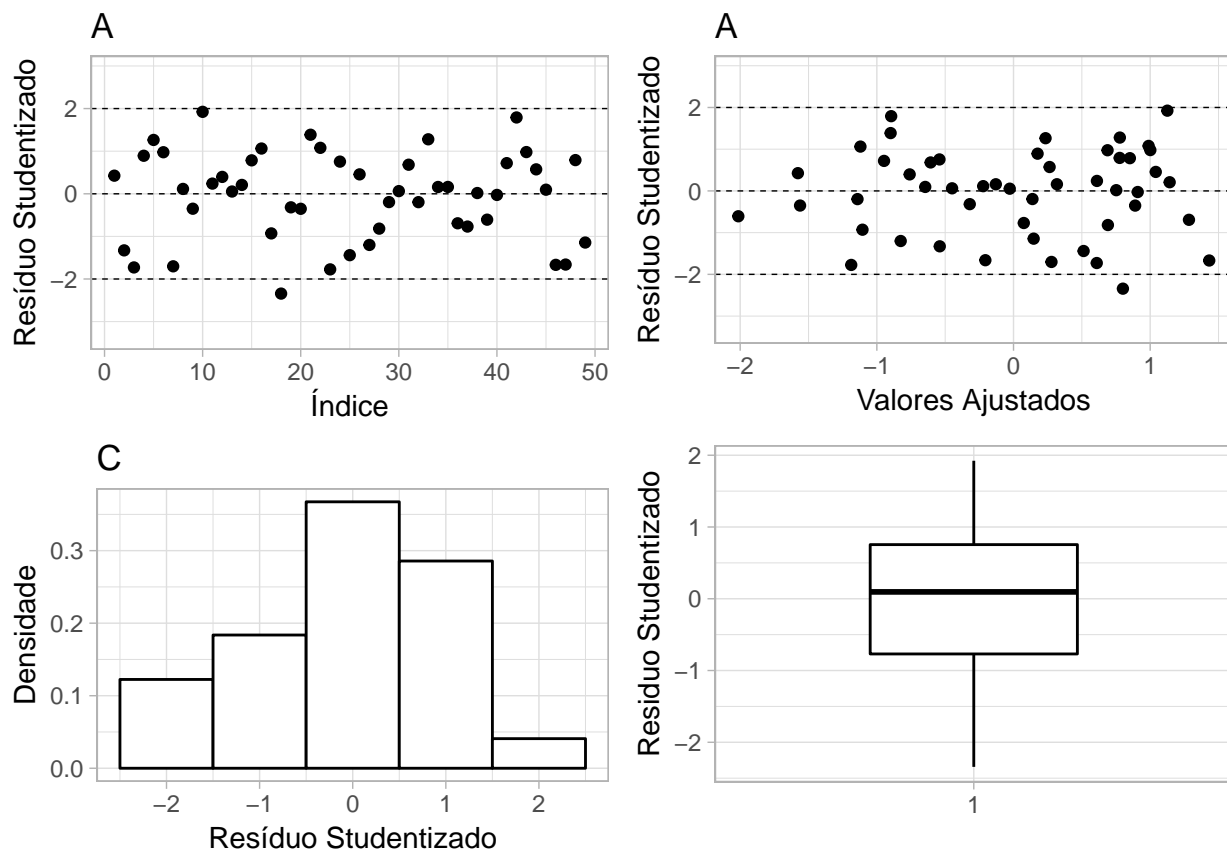 A
Resíduo Studentizado
2
0
−2
0 10 20 30 40 50
Índice
A
Resíduo Studentizado
2
0
−2
−2 −1 0 1
Valores Ajustados
C
Densidade
0.3
0.2
0.1
0.0
−2 −1 0 1 2
Resíduo Studentizado
Residuo Studentizado
2
1
0
−1
−2
1